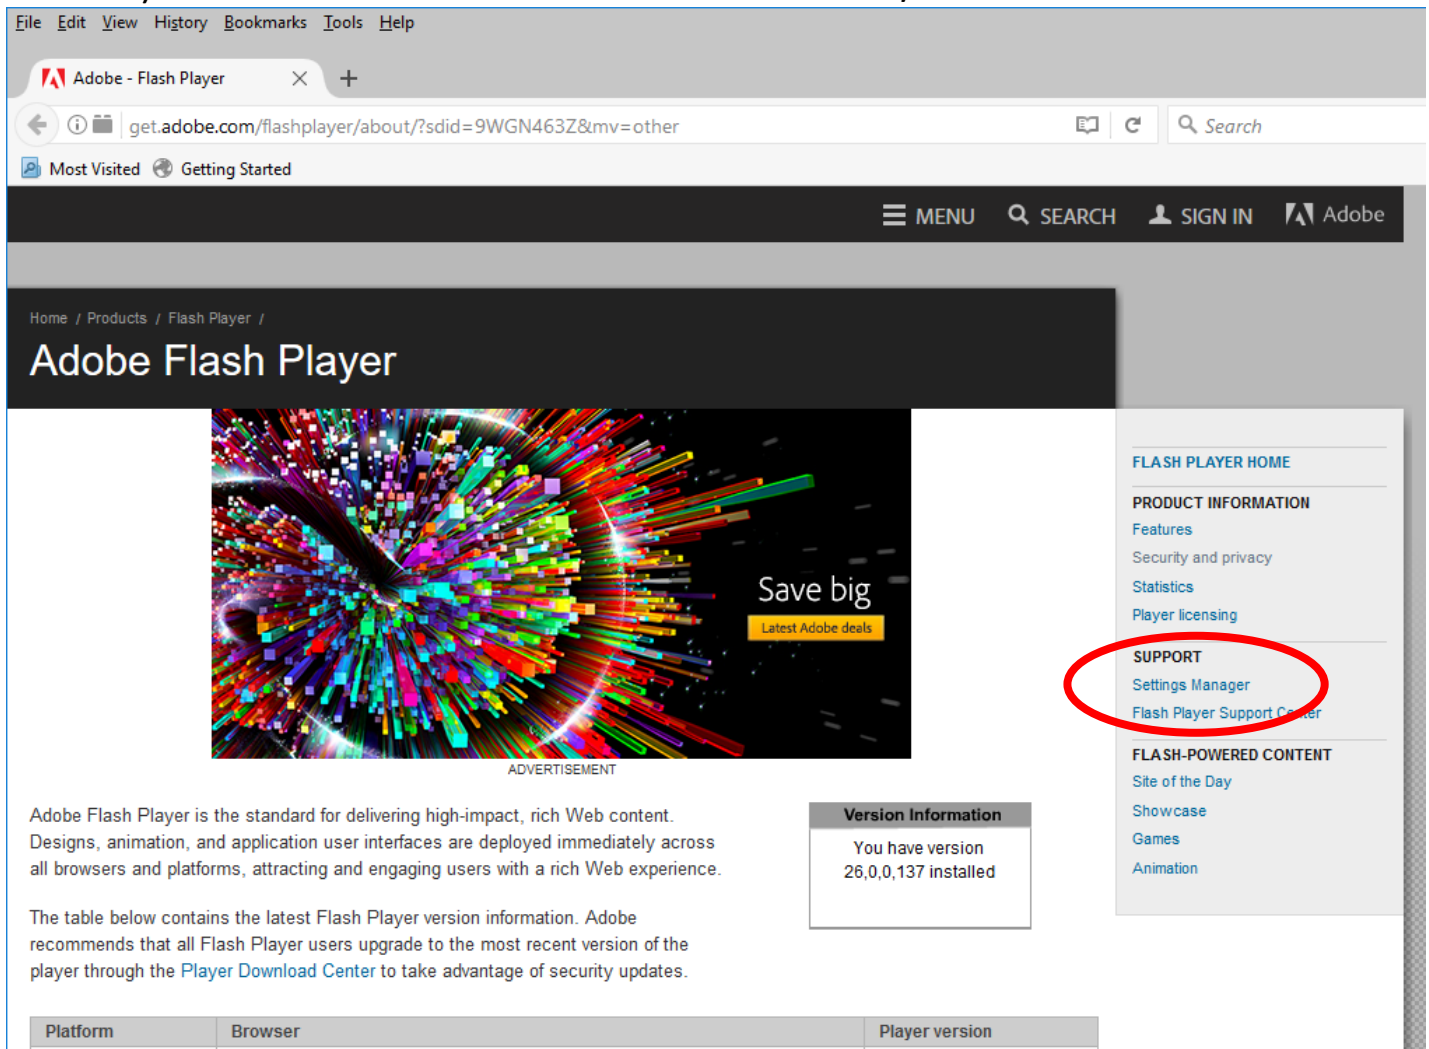 File Edit View History Bookmarks Tools Help
Adobe - Flash Player
get.adobe.com/flashplayer/about/?sdid=9WGN463Z&mv=other
Search
Most Visited Getting Started
MENU SEARCH SIGN IN Adobe
Home / Products / Flash Player /
Adobe Flash Player
Save big
Latest Adobe deals
ADVERTISEMENT
FLASH PLAYER HOME
PRODUCT INFORMATION
Features
Security and privacy
Statistics
Player licensing
SUPPORT
Settings Manager
Flash Player Support Center
FLASH-POWERED CONTENT
Site of the Day
Showcase
Games
Animation
Adobe Flash Player is the standard for delivering high-impact, rich Web content.
Designs, animation, and application user interfaces are deployed immediately across
all browsers and platforms, attracting and engaging users with a rich Web experience.
Version Information
You have version
26,0,0,137 installed
The table below contains the latest Flash Player version information. Adobe
recommends that all Flash Player users upgrade to the most recent version of the
player through the Player Download Center to take advantage of security updates.
Platform Browser Player version